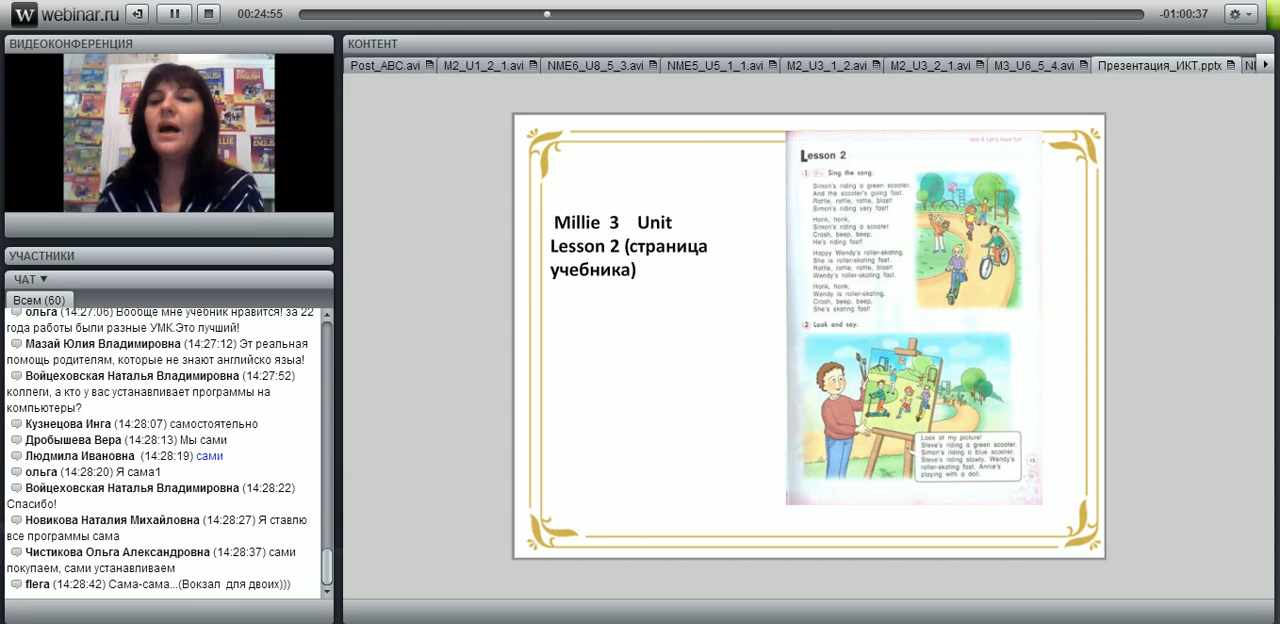 W webinar.ru
00:24:55
-01:00:37
ВИДЕОКОНФЕРЕНЦИЯ
УЧАСТНИКИ
ЧАТ
Всем (60)
ольга (14:27:06) Вообще мне учебник нравится! за 22
года работы были разные УМК.Это лучший!
Мазай Юлия Владимировна (14:27:12) Эт реальная
помощь родителям, которые не знают английско языа!
Войцеховская Наталья Владимировна (14:27:52)
коллеги, а кто у вас устанавливает программы на
компьютеры?
Кузнецова Инга (14:28:07) самостоятельно
Дробышева Вера (14:28:13) Мы сами
Людмила Ивановна (14:28:19) сами
ольга (14:28:20) Я сама1
Войцеховская Наталья Владимировна (14:28:22)
Спасибо!
Новикова Наталия Михайловна (14:28:27) Я ставлю
все программы сама
Чистикова Ольга Александровна (14:28:37) сами
покупаем, сами устанавливаем
flera (14:28:42) Сама-сама...(Вокзал для двоих)))
КОНТЕНТ
Post_ABC.avi M2_U1_2_1.avi NME6_U8_5_3.avi NME5_U5_1_1.avi M2_U3_1_2.avi M2_U3_2_1.avi M3_U6_5_4.avi Презентация_ИКТ.pptx
Millie 3 Unit
Lesson 2 (страница
учебника)
Unit 2 Let's have fun!
Lesson 2
1 Sing the song.
Simon's riding a green scooter.
And the scooter's going fast.
Rattle, rattle, rattle, blast!
Simon's riding very fast!
Honk, honk,
Simon's riding a scooter.
Crash, beep, beep,
He's riding fast!
Happy Wendy's roller-skating.
She is roller-skating fast.
Rattle, rattle, rattle, blast!
Wendy's roller-skating fast.
Honk, honk,
Wendy is roller-skating.
Crash, beep, beep,
She's skating fast!
2 Look and say.
Look at my picture!
Steve's riding a green scooter.
Simon's riding a blue scooter.
Steve's riding slowly. Wendy's
roller-skating fast. Annie's
playing with a doll.
15